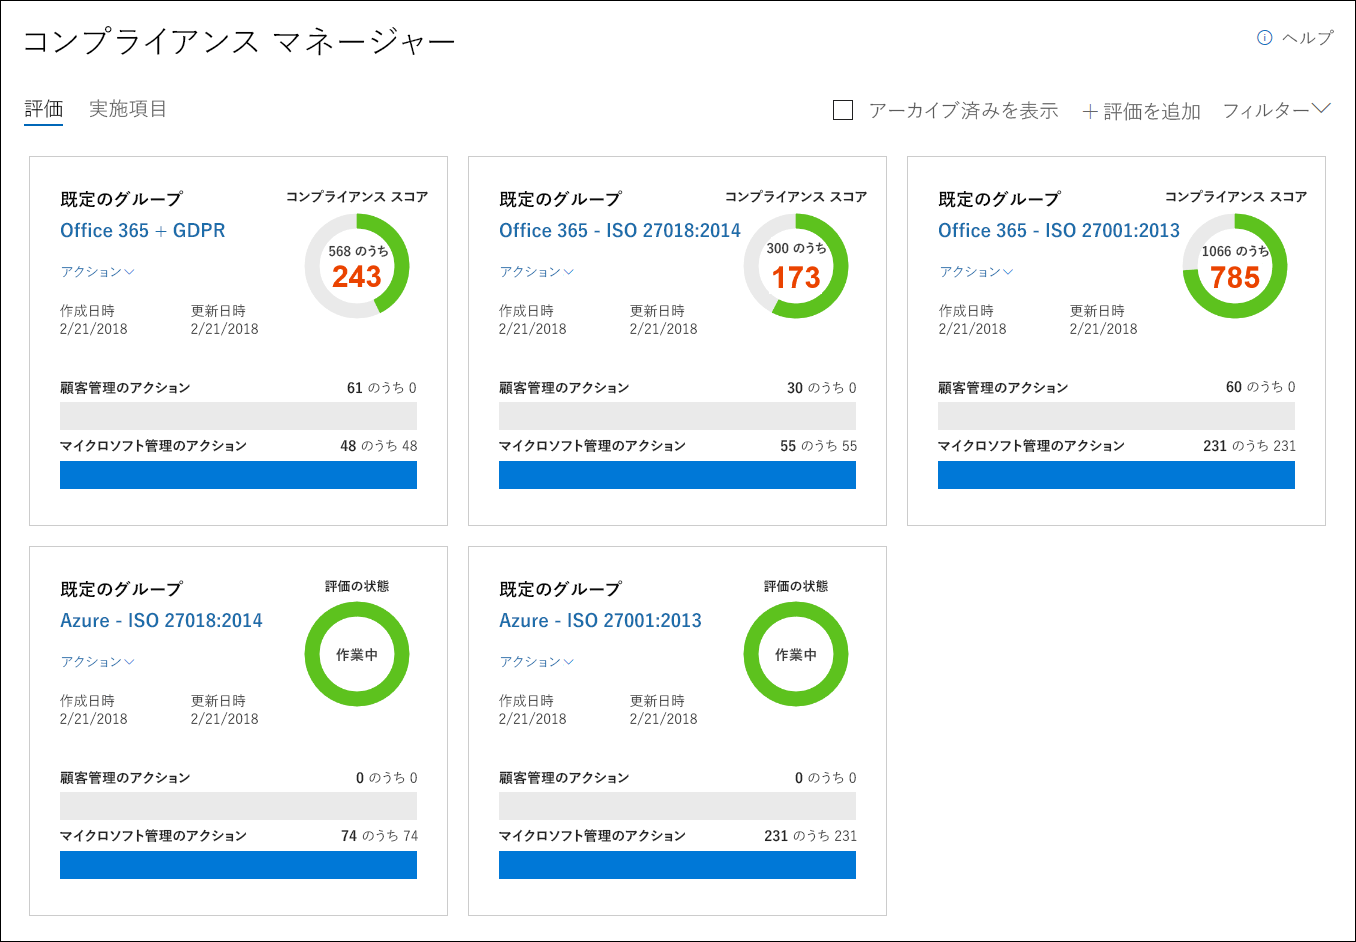 コンプライアンス マネージャー
ヘルプ
評価 実施項目
アーカイブ済みを表示 +評価を追加 フィルター
既定のグループ
Office 365 + GDPR
アクション
作成日時 更新日時
2/21/2018 2/21/2018
コンプライアンス スコア
568 のうち
243
顧客管理のアクション 61 のうち 0
マイクロソフト管理のアクション 48 のうち 48
既定のグループ
Office 365 - ISO 27018:2014
アクション
作成日時 更新日時
2/21/2018 2/21/2018
コンプライアンス スコア
300 のうち
173
顧客管理のアクション 30 のうち 0
マイクロソフト管理のアクション 55 のうち 55
既定のグループ
Office 365 - ISO 27001:2013
アクション
作成日時 更新日時
2/21/2018 2/21/2018
コンプライアンス スコア
1066 のうち
785
顧客管理のアクション 60 のうち 0
マイクロソフト管理のアクション 231 のうち 231
既定のグループ
Azure - ISO 27018:2014
アクション
作成日時 更新日時
2/21/2018 2/21/2018
評価の状態
作業中
顧客管理のアクション 0 のうち 0
マイクロソフト管理のアクション 74 のうち 74
既定のグループ
Azure - ISO 27001:2013
アクション
作成日時 更新日時
2/21/2018 2/21/2018
評価の状態
作業中
顧客管理のアクション 0 のうち 0
マイクロソフト管理のアクション 231 のうち 231